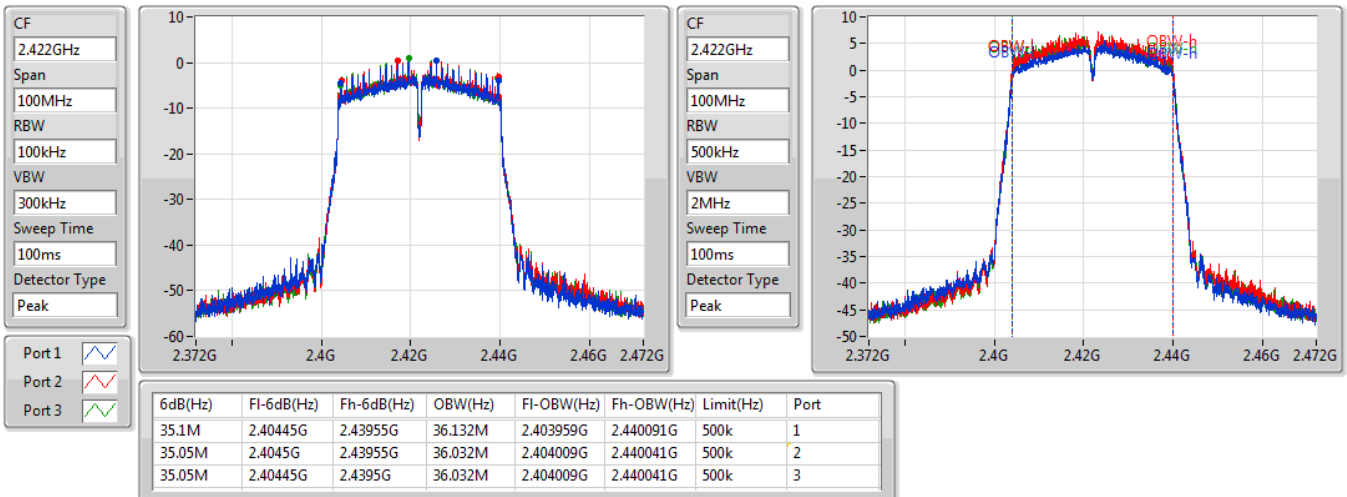 CF
2.422GHz
Span
100MHz
RBW
100kHz
VBW
300kHz
Sweep Time
100ms
Detector Type
Peak
10
0
-10
-20
-30
-40
-50
-60
2.372G 2.4G 2.42G 2.44G 2.46G 2.472G
CF
2.422GHz
Span
100MHz
RBW
500kHz
VBW
2MHz
Sweep Time
100ms
Detector Type
Peak
10
5
0
-5
-10
-15
-20
-25
-30
-35
-40
-45
-50
OBW-h
OBW-h
2.372G 2.4G 2.42G 2.44G 2.46G 2.472G
Port 1
Port 2
Port 3
6dB(Hz) Fl-6dB(Hz) Fh-6dB(Hz) OBW(Hz) Fl-OBW(Hz) Fh-OBW(Hz) Limit(Hz) Port
35.1M 2.40445G 2.43955G 36.132M 2.403959G 2.440091G 500k 1
35.05M 2.4045G 2.43955G 36.032M 2.404009G 2.440041G 500k 2
35.05M 2.40445G 2.4395G 36.032M 2.404009G 2.440041G 500k 3